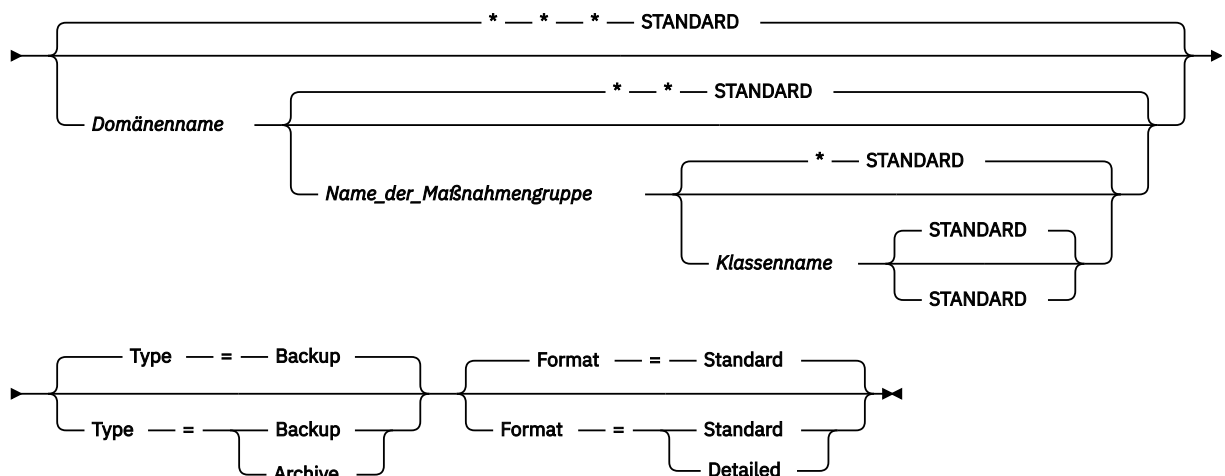 * — * — * — STANDARD
* — * — STANDARD
Domänenname
* — STANDARD
Name_der_Maßnahmengruppe
STANDARD
Klassenname
STANDARD
Type — = — Backup
Format — = — Standard
Type — = — Backup
Format — = — Standard
Archive
Detailed